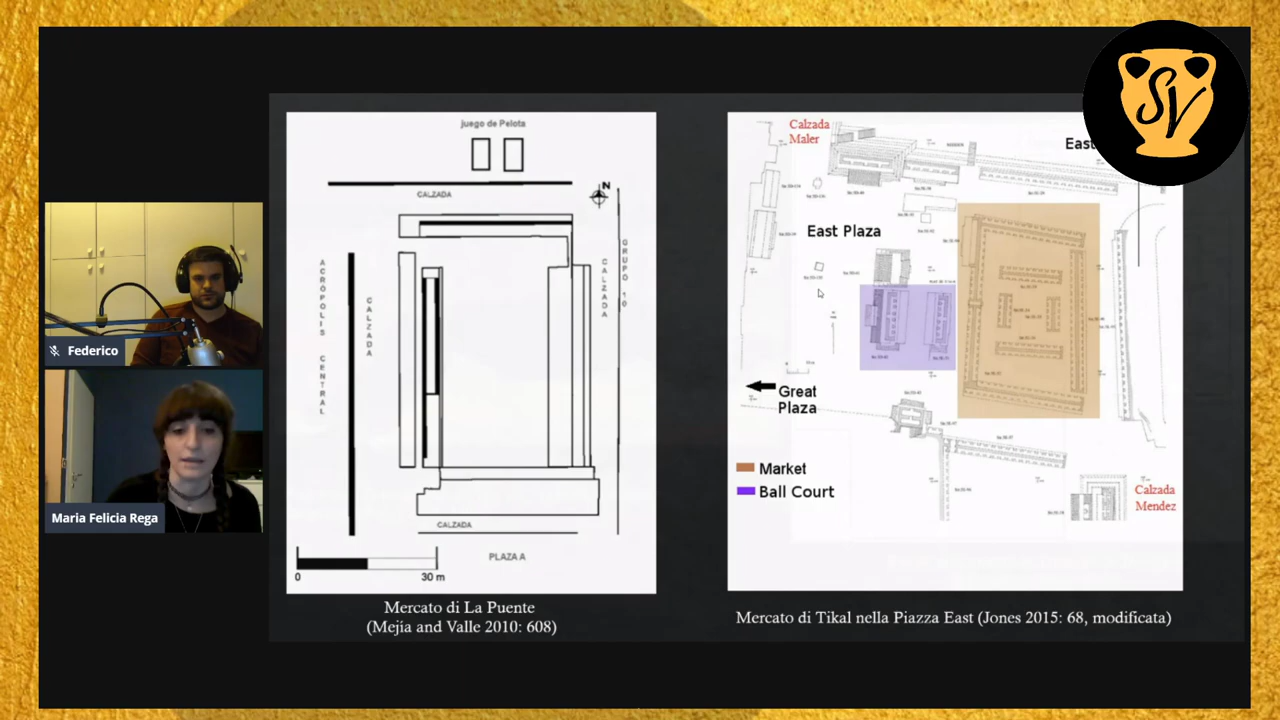 SV
Federico
Maria Felicia Rega
juego de Pelota
CALZADA
N
ACRÓPOLIS CENTRAL
CALZADA
CALZADA
GRUPO 10
CALZADA
PLAZA A
0
30 m
Mercato di La Puente
(Mejia and Valle 2010: 608)
Calzada
Maler
East
East Plaza
Great
Plaza
Market
Ball Court
Calzada
Mendez
Mercato di Tikal nella Piazza East (Jones 2015: 68, modificata)